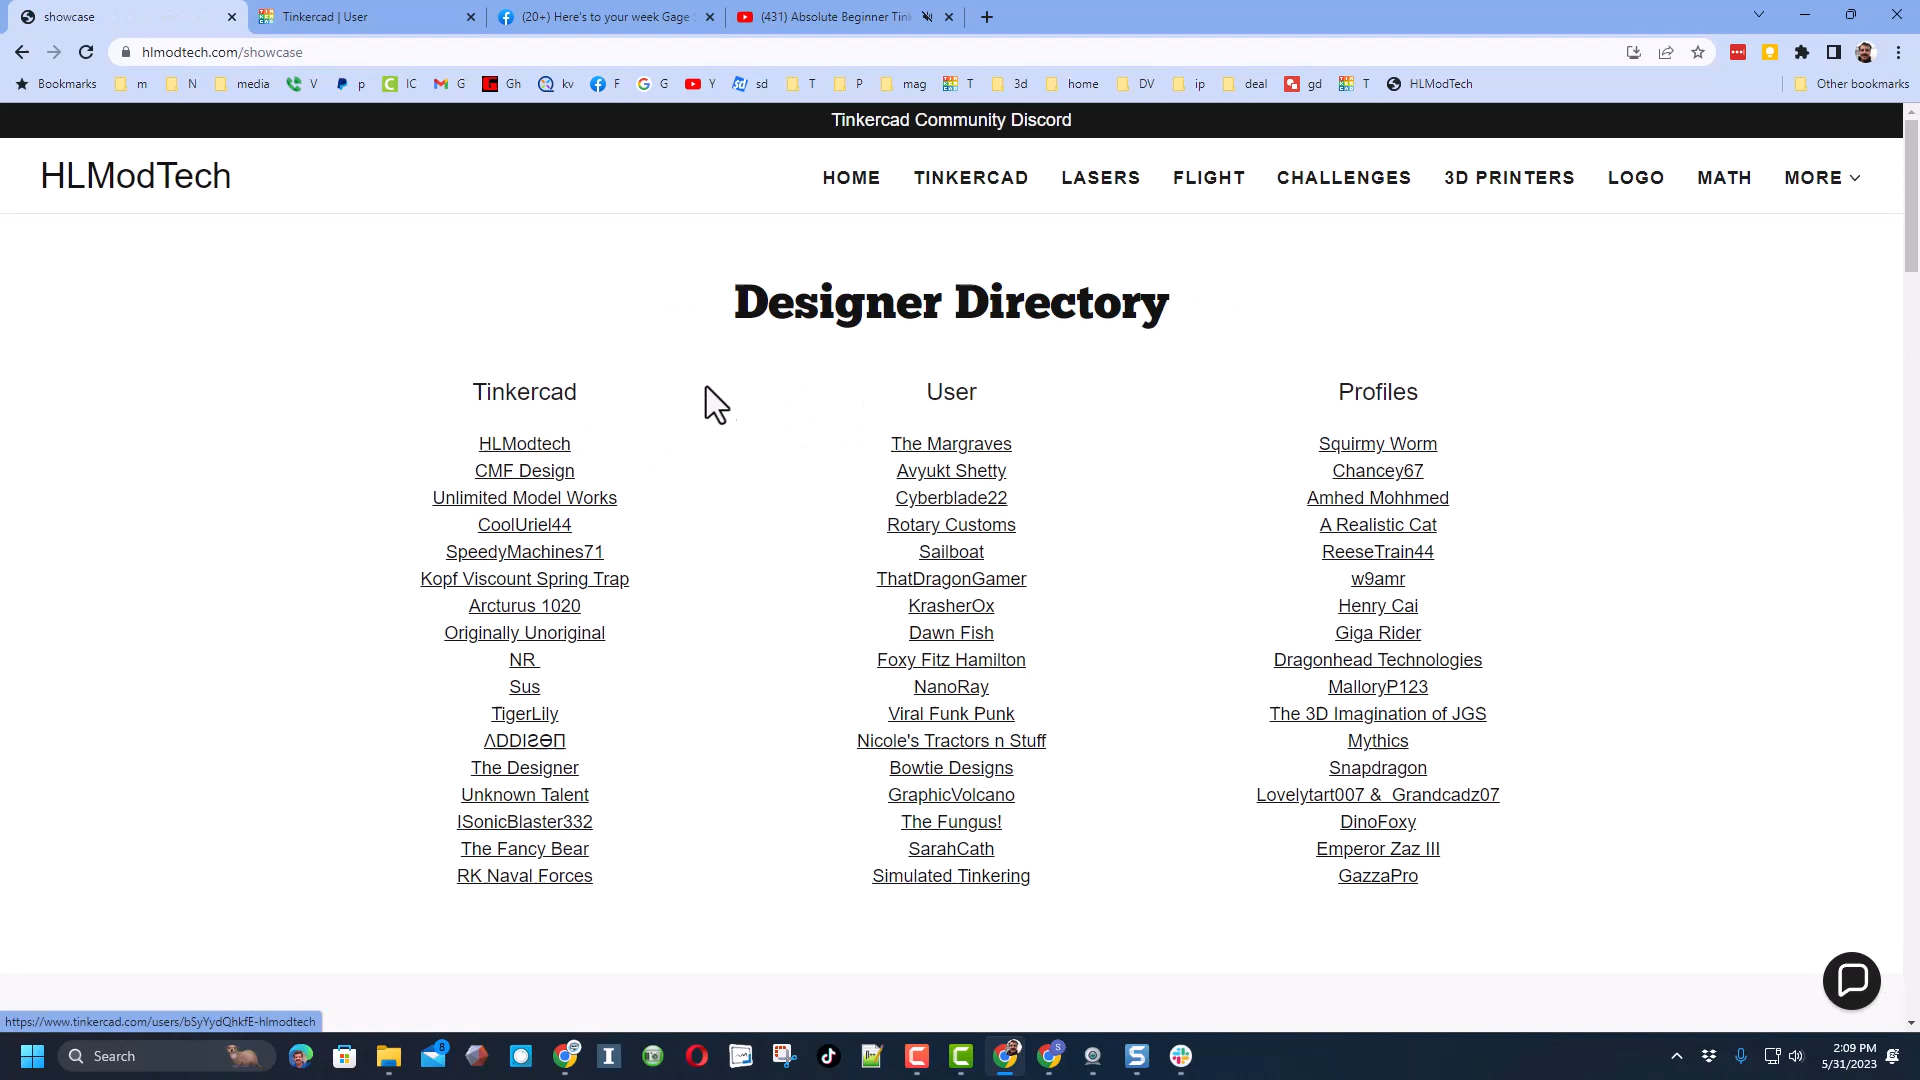 showcase
Tinkercad | User
(20+) Here's to your week Gage
(431) Absolute Beginner Tink
hlmodtech.com/showcase
Bookmarks m N media V p IC G Gh kv F G Y sd T P mag T 3d home DV ip deal gd T HLModTech Other bookmarks
Tinkercad Community Discord
HLModTech
HOME TINKERCAD LASERS FLIGHT CHALLENGES 3D PRINTERS LOGO MATH MORE
Designer Directory
Tinkercad
HLModtech
CMF Design
Unlimited Model Works
CoolUriel44
SpeedyMachines71
Kopf Viscount Spring Trap
Arcturus 1020
Originally Unoriginal
NR
Sus
TigerLily
ΛDDIƧӨП
The Designer
Unknown Talent
ISonicBlaster332
The Fancy Bear
RK Naval Forces
User
The Margraves
Avyukt Shetty
Cyberblade22
Rotary Customs
Sailboat
ThatDragonGamer
KrasherOx
Dawn Fish
Foxy Fitz Hamilton
NanoRay
Viral Funk Punk
Nicole's Tractors n Stuff
Bowtie Designs
GraphicVolcano
The Fungus!
SarahCath
Simulated Tinkering
Profiles
Squirmy Worm
Chancey67
Amhed Mohhmed
A Realistic Cat
ReeseTrain44
w9amr
Henry Cai
Giga Rider
Dragonhead Technologies
MalloryP123
The 3D Imagination of JGS
Mythics
Snapdragon
Lovelytart007 & Grandcadz07
DinoFoxy
Emperor Zaz III
GazzaPro
https://www.tinkercad.com/users/bSyYydQhkfE-hlmodtech
Search
8
S
2:09 PM
5/31/2023